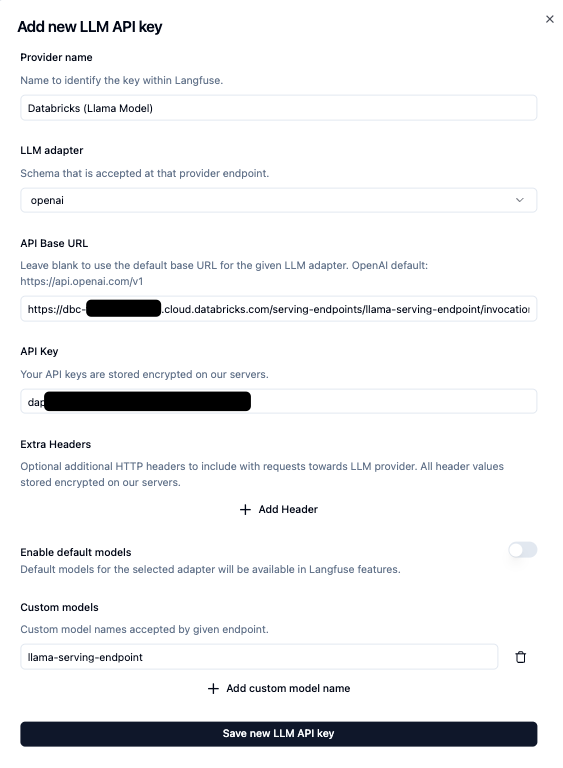 Add new LLM API key
Provider name
Name to identify the key within Langfuse.
Databricks (Llama Model)
LLM adapter
Schema that is accepted at that provider endpoint.
openai
API Base URL
Leave blank to use the default base URL for the given LLM adapter. OpenAI default:
https://api.openai.com/v1
https://dbc- .cloud.databricks.com/serving-endpoints/llama-serving-endpoint/invocation
API Key
Your API keys are stored encrypted on our servers.
dap
Extra Headers
Optional additional HTTP headers to include with requests towards LLM provider. All header values
stored encrypted on our servers.
+ Add Header
Enable default models
Default models for the selected adapter will be available in Langfuse features.
Custom models
Custom model names accepted by given endpoint.
llama-serving-endpoint
+ Add custom model name
Save new LLM API key